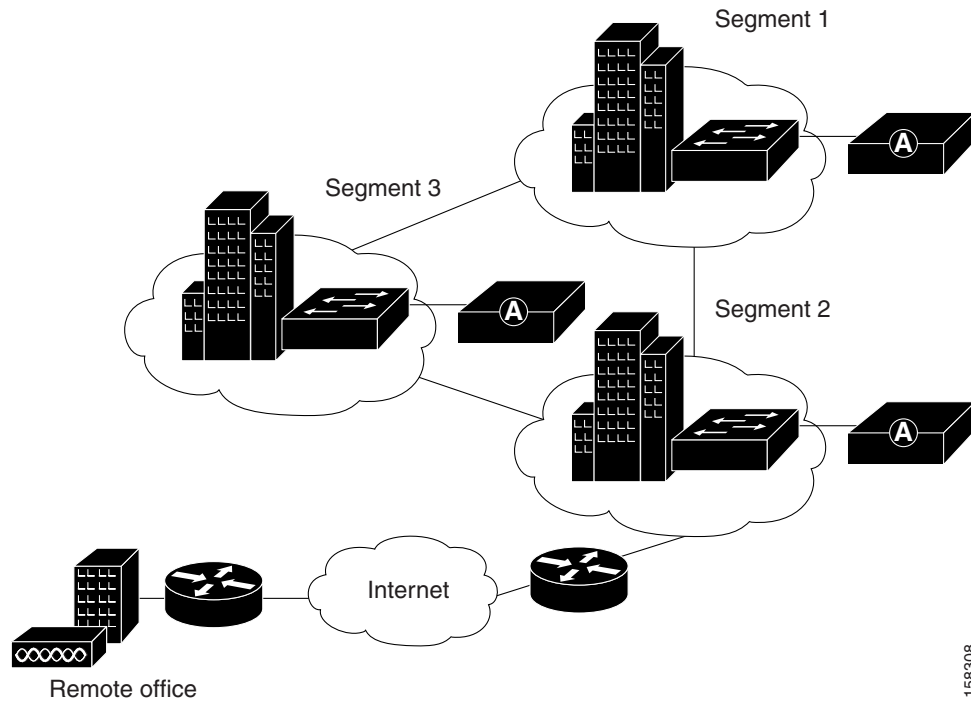 Segment 1
A
Segment 3
A
Segment 2
A
Internet
Remote office
158308